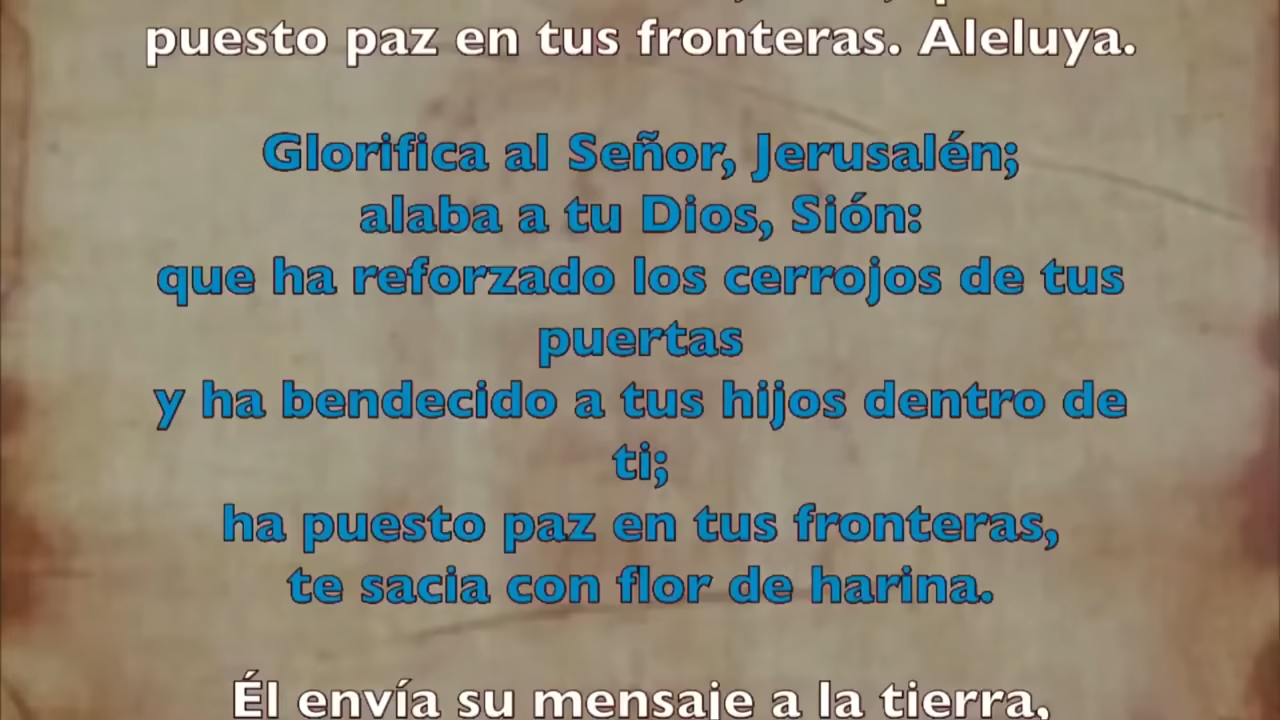 puesto paz en tus fronteras. Aleluya.
Glorifica al Señor, Jerusalén;
alaba a tu Dios, Sión:
que ha reforzado los cerrojos de tus
puertas
y ha bendecido a tus hijos dentro de
ti;
ha puesto paz en tus fronteras,
te sacia con flor de harina.
Él envía su mensaje a la tierra,